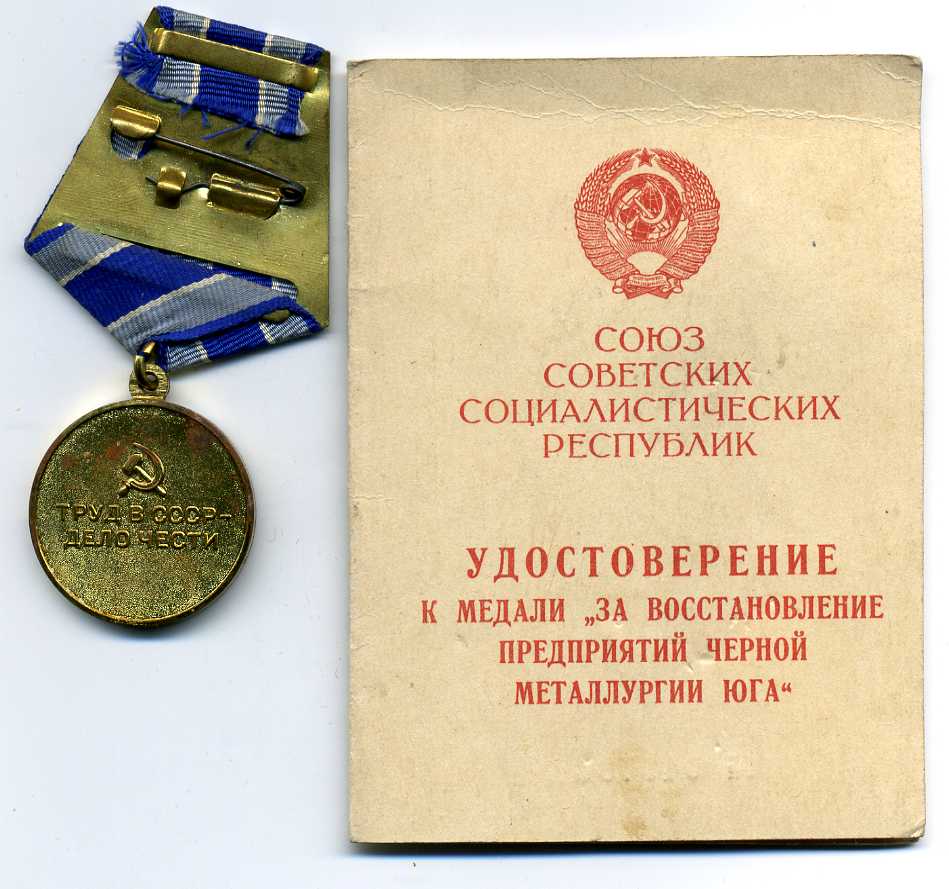 ТРУД В СССР-
ДЕЛО ЧЕСТИ
СОЮЗ
СОВЕТСКИХ
СОЦИАЛИСТИЧЕСКИХ
РЕСПУБЛИК
УДОСТОВЕРЕНИЕ
К МЕДАЛИ „ЗА ВОССТАНОВЛЕНИЕ
ПРЕДПРИЯТИЙ ЧЕРНОЙ
МЕТАЛЛУРГИИ ЮГА“